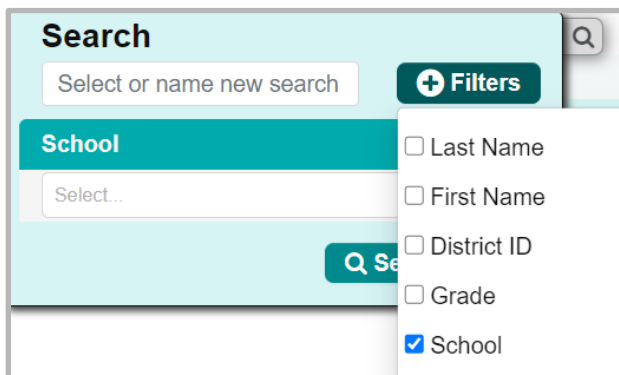 Search
Select or name new search
Filters
School
Select...
Last Name
First Name
District ID
Grade
School